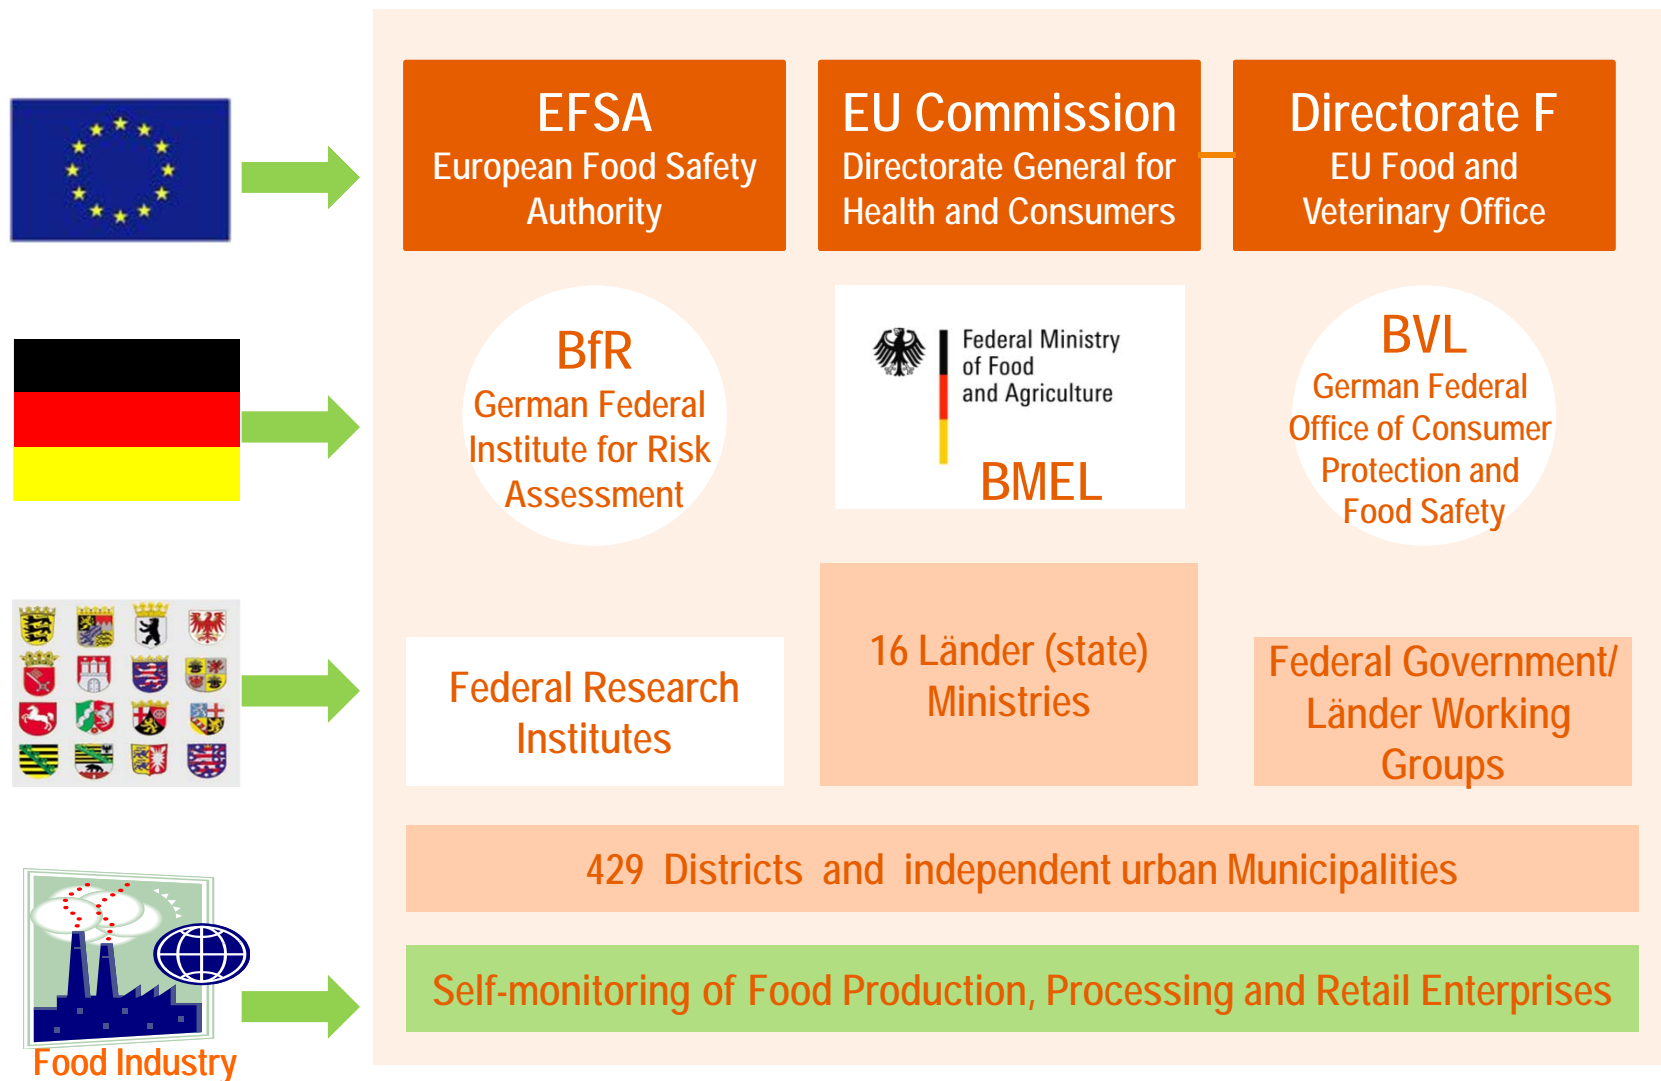 EFSA
European Food Safety
Authority
EU Commission
Directorate General for
Health and Consumers
Directorate F
EU Food and
Veterinary Office
BfR
German Federal
Institute for Risk
Assessment
Federal Ministry
of Food
and Agriculture
BMEL
BVL
German Federal
Office of Consumer
Protection and
Food Safety
Federal Research
Institutes
16 Länder (state)
Ministries
Federal Government/
Länder Working
Groups
429 Districts and independent urban Municipalities
Self-monitoring of Food Production, Processing and Retail Enterprises
Food Industry